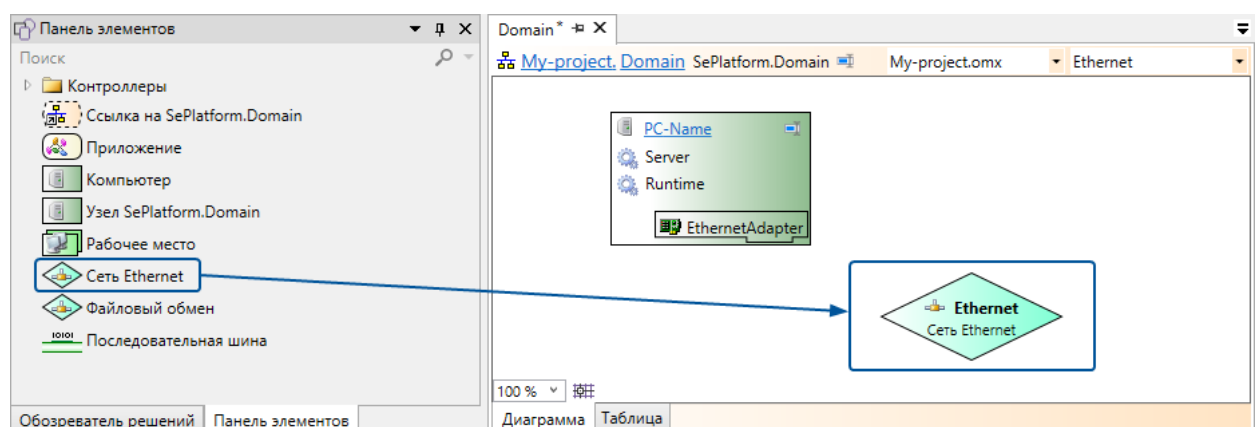 Панель элементов
Поиск
Контроллеры
Ссылка на SePlatform.Domain
Приложение
Компьютер
Узел SePlatform.Domain
Рабочее место
Сеть Ethernet
Файловый обмен
Последовательная шина
Обозреватель решений Панель элементов
Domain*
My-project. Domain SePlatform.Domain My-project.omx Ethernet
PC-Name
Server
Runtime
EthernetAdapter
Ethernet
Сеть Ethernet
100 %
Диаграмма Таблица